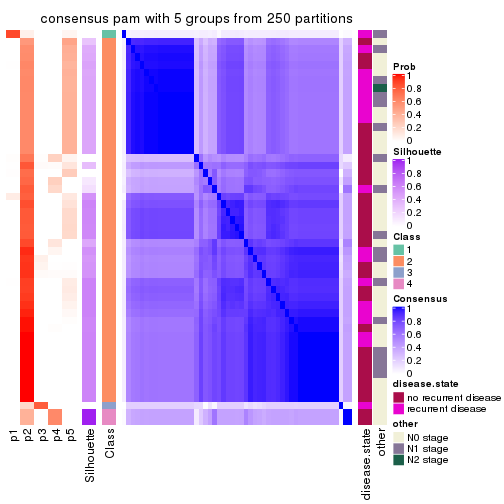 consensus pam with 5 groups from 250 partitions
Prob
1
0.8
0.6
0.4
0.2
0
Silhouette
1
0.8
0.6
0.4
0.2
0
Class
1
2
3
4
Consensus
1
0.8
0.6
0.4
0.2
0
disease.state
no recurrent disease
recurrent disease
other
N0 stage
N1 stage
N2 stage
p1
p2
p3
p4
p5
Silhouette
Class
disease.state
other